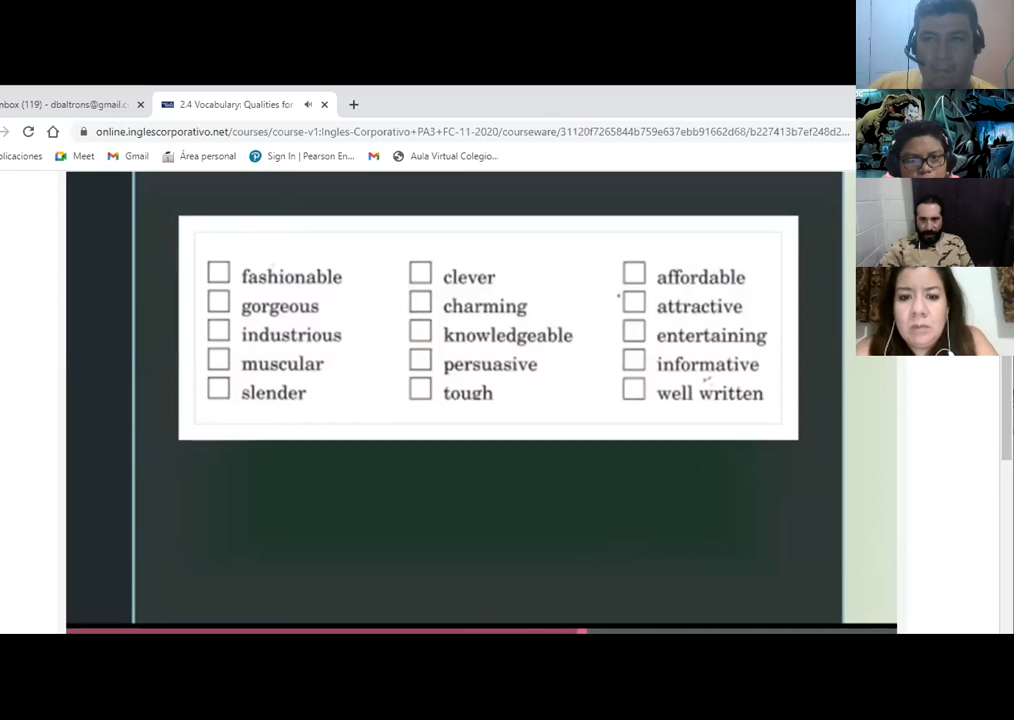 nbox (119) - dbaltrons@gmail.c
2.4 Vocabulary: Qualities for
online.inglescorporativo.net/courses/course-v1:Ingles-Corporativo+PA3+FC-11-2020/courseware/31120f7265844b759e637ebb91662d68/b227413b7ef248d2...
plicaciones Meet Gmail Área personal Sign In | Pearson En... Aula Virtual Colegio...
fashionable clever affordable
gorgeous charming attractive
industrious knowledgeable entertaining
muscular persuasive informative
slender tough well written